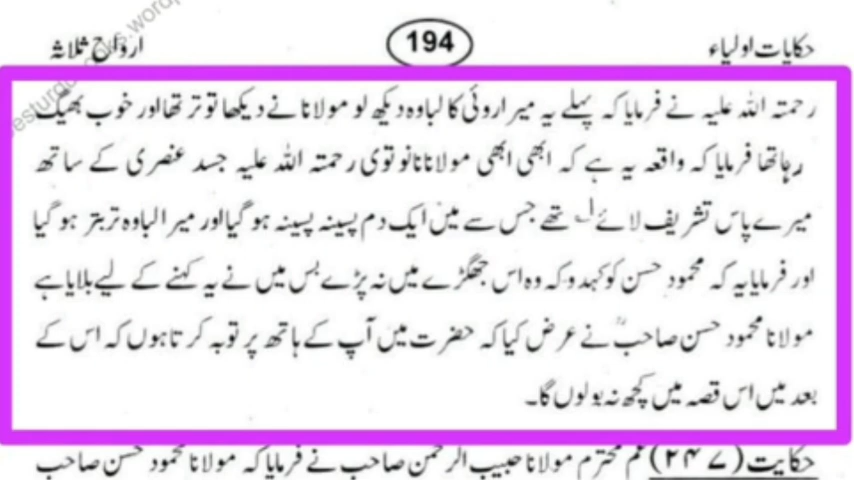 حکایات اولیاء 194 ارواح ثلاثہ
رحمتہ اللہ علیہ نے فرمایا کہ پہلے یہ میرا روئی کا لبادہ دیکھ لو مولانا نے دیکھا تو تر تھا اور خوب بھیگ
رہا تھا فرمایا کہ واقعہ یہ ہے کہ ابھی ابھی مولانا نانوتوی رحمتہ اللہ علیہ جسد عنصری کے ساتھ
میرے پاس تشریف لائے تھے جس سے میں ایک دم پسینہ پسینہ ہو گیا اور میرا لبادہ تر بتر ہو گیا
اور فرمایا یہ کہ محمود حسن کو کہہ دو کہ وہ اس جھگڑے میں نہ پڑے بس میں نے یہ کہنے کے لیے بلایا ہے
مولانا محمود حسن صاحبؒ نے عرض کیا کہ حضرت میں آپ کے ہاتھ پر توبہ کرتا ہوں کہ اس کے
بعد میں اس قصہ میں کچھ نہ بولوں گا۔
حکایت (۲۴۷) عم محترم مولانا حبیب الرحمن صاحب نے فرمایا کہ مولانا محمود حسن صاحب